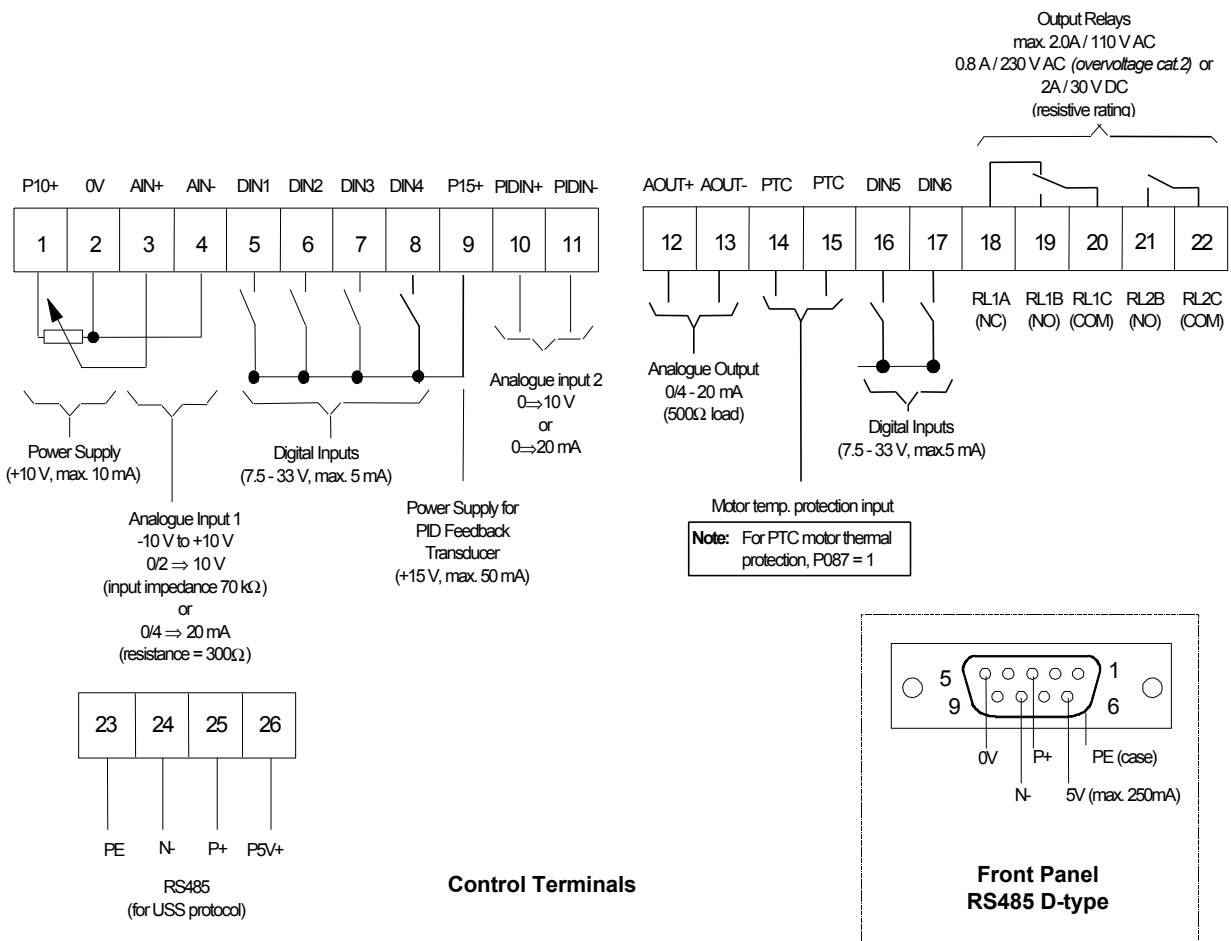 Output Relays
max. 2.0A / 110 V AC
0.8 A / 230 V AC (overvoltage cat.2) or
2A / 30 V DC
(resistive rating)
P10+ 0V AIN+ AIN- DIN1 DIN2 DIN3 DIN4 P15+ PIDIN+ PIDIN-
1 2 3 4 5 6 7 8 9 10 11
AOUT+ AOUT- PTC PTC DIN5 DIN6
12 13 14 15 16 17 18 19 20 21 22
RL1A RL1B RL1C RL2B RL2C
(NC) (NO) (COM) (NO) (COM)
Power Supply
(+10 V, max. 10 mA)
Analogue Input 1
-10 V to +10 V
0/2 ⇒ 10 V
(input impedance 70 kΩ)
or
0/4 ⇒ 20 mA
(resistance = 300Ω)
Digital Inputs
(7.5 - 33 V, max. 5 mA)
Power Supply for
PID Feedback
Transducer
(+15 V, max. 50 mA)
Analogue input 2
0⇒10 V
or
0⇒20 mA
Analogue Output
0/4 - 20 mA
(500Ω load)
Motor temp. protection input
Note: For PTC motor thermal
protection, P087 = 1
Digital Inputs
(7.5 - 33 V, max.5 mA)
23 24 25 26
PE N- P+ P5V+
RS485
(for USS protocol)
Control Terminals
5 1
9 6
0V P+ PE (case)
N- 5V (max. 250mA)
Front Panel
RS485 D-type